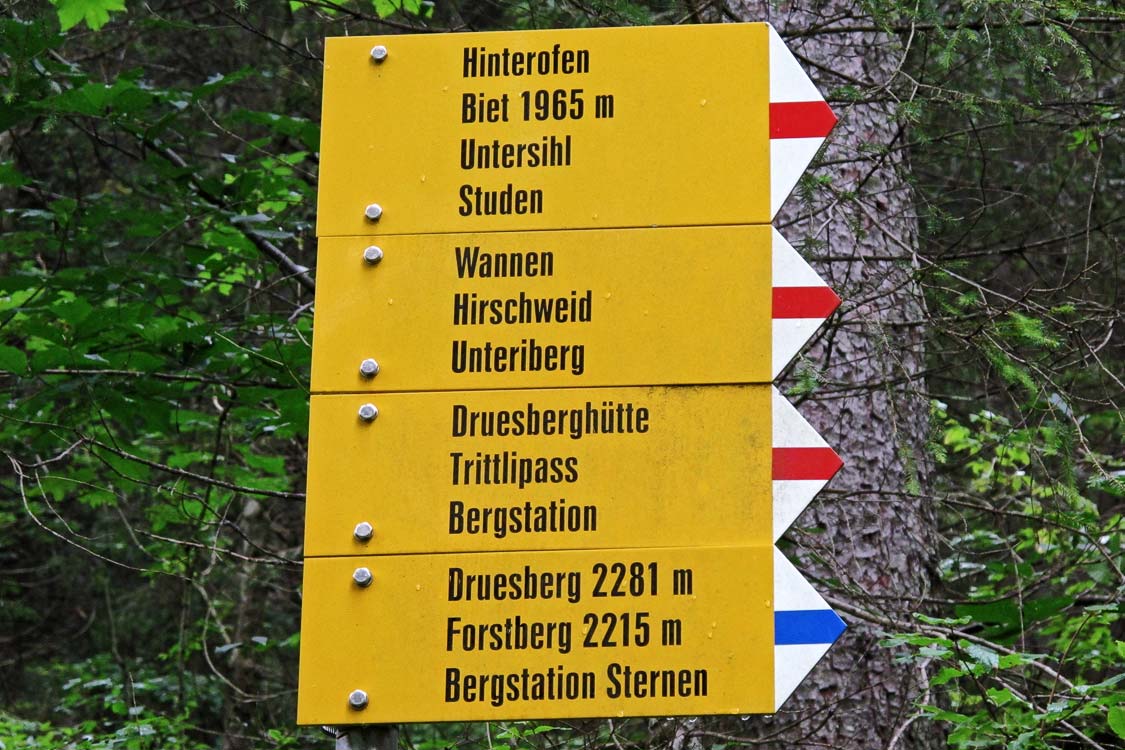 Hinterofen
Biet 1965 m
Untersihl
Studen
Wannen
Hirschweid
Unteriberg
Druesberghütte
Trittlipass
Bergstation
Druesberg 2281 m
Forstberg 2215 m
Bergstation Sternen